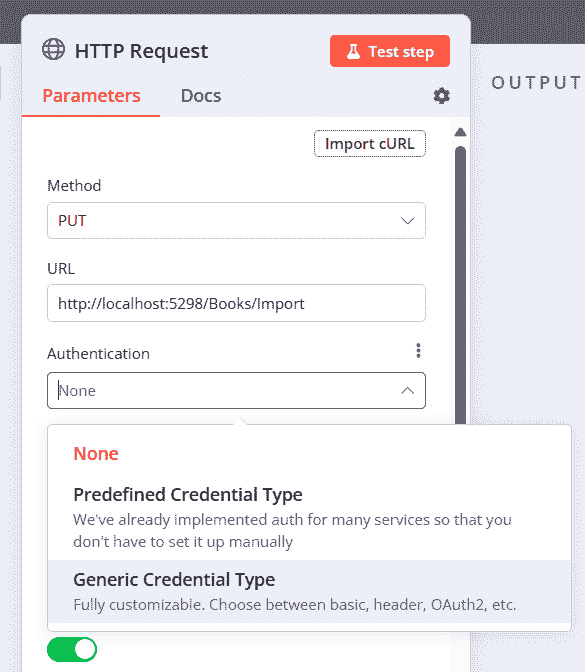 HTTP Request
Test step
OUTPUT
Parameters
Docs
Import cURL
Method
PUT
URL
http://localhost:5298/Books/Import
Authentication
None
None
Predefined Credential Type
We've already implemented auth for many services so that you
don't have to set it up manually
Generic Credential Type
Fully customizable. Choose between basic, header, OAuth2, etc.